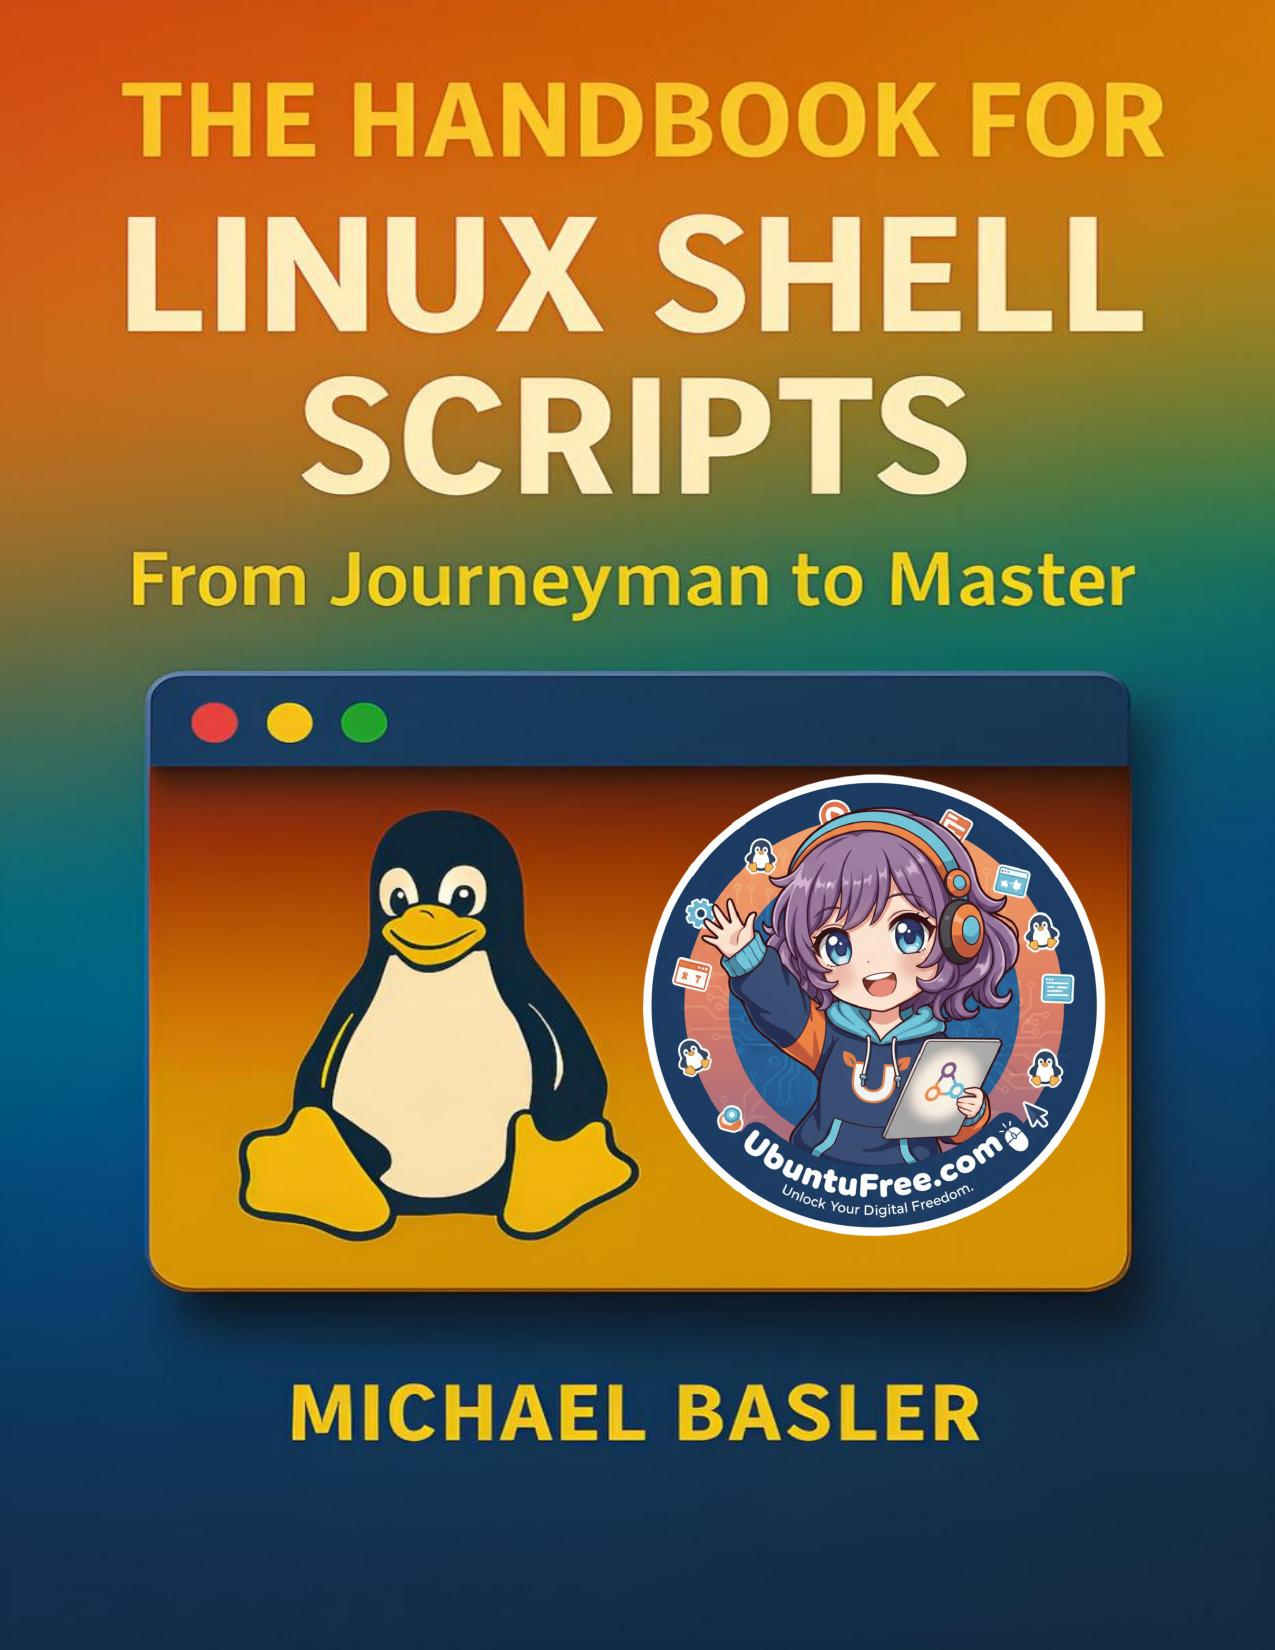 THE HANDBOOK FOR
LINUX SHELL
SCRIPTS
From Journeyman to Master
UbuntuFree.com
Unlock Your Digital Freedom.
MICHAEL BASLER